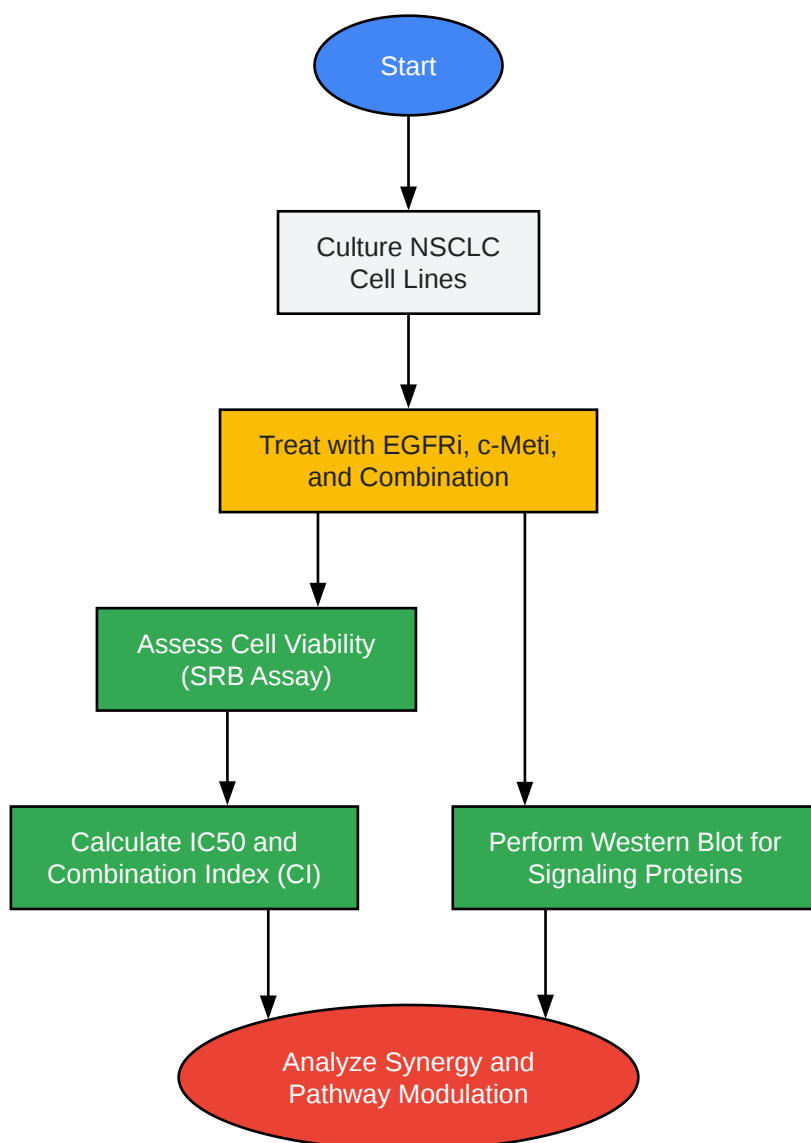 Start
Culture NSCLC
Cell Lines
Treat with EGFRi, c-Meti,
and Combination
Assess Cell Viability
(SRB Assay)
Calculate IC50 and
Combination Index (CI)
Perform Western Blot for
Signaling Proteins
Analyze Synergy and
Pathway Modulation